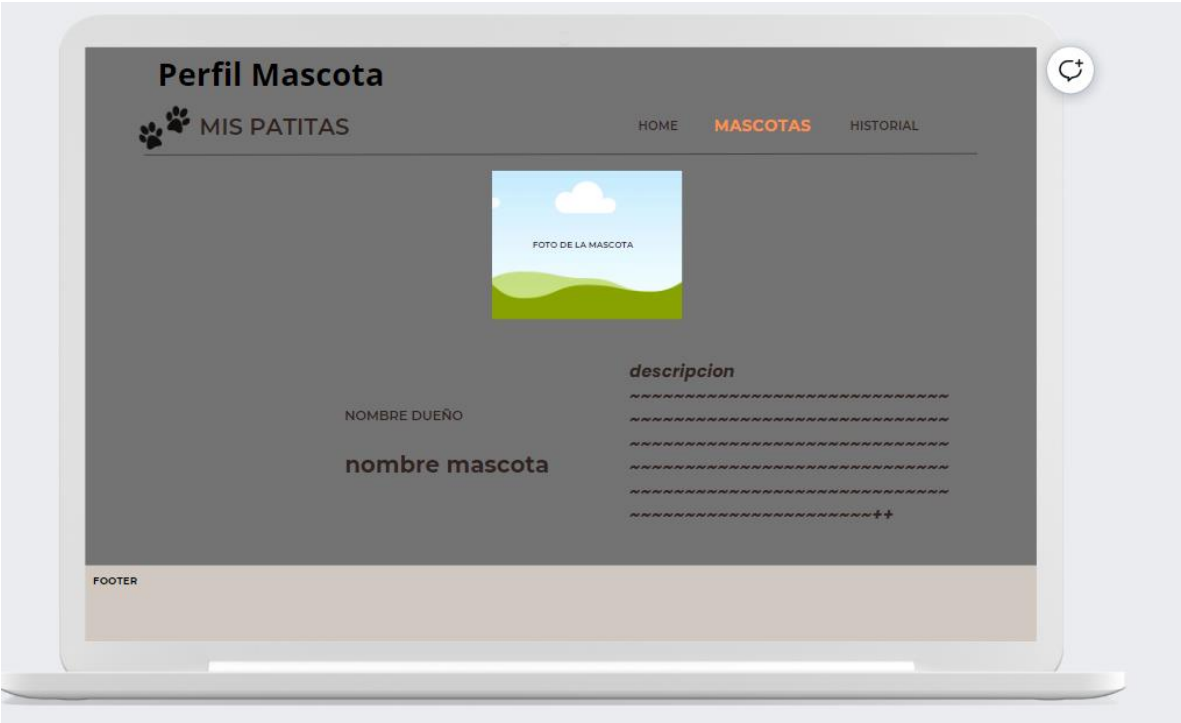 Perfil Mascota
MIS PATITAS
HOME MASCOTAS HISTORIAL
FOTO DE LA MASCOTA
NOMBRE DUEÑO
nombre mascota
descripcion
~~~~~~~~~~~~~~~~~~~~~~~~~~~~~
~~~~~~~~~~~~~~~~~~~~~~~~~~~~~
~~~~~~~~~~~~~~~~~~~~~~~~~~~~~
~~~~~~~~~~~~~~~~~~~~~~~~~~~~~
~~~~~~~~~~~~~~~~~~~~~~~~~~~~~
~~~~~~~~~~~~~~~~~~~~~~++
FOOTER